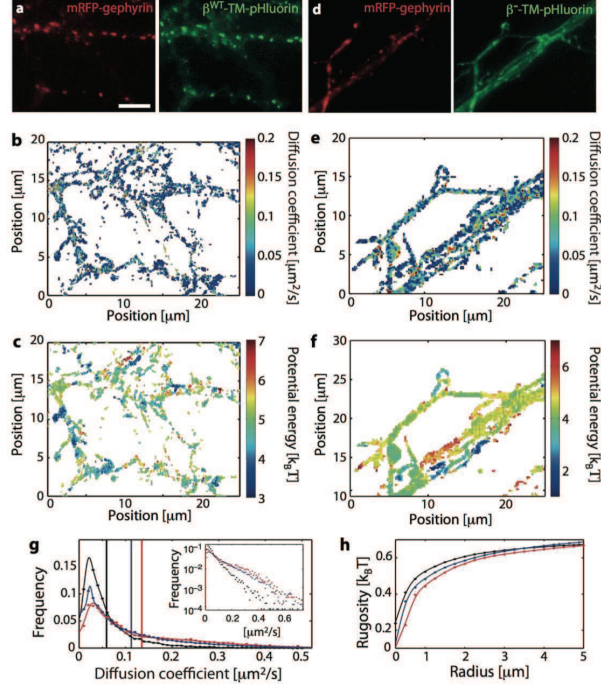 a mRFP-gephyrin βWT-TM-pHluorin d mRFP-gephyrin β−-TM-pHluorin
b 20 15 10 5 0
Position [μm]
0 10 20
Position [μm]
0.2 0.15 0.1 0.05 0
Diffusion coefficient [μm²/s]
e 20 15 10 5 0
Position [μm]
0 10 20
Position [μm]
0.2 0.15 0.1 0.05 0
Diffusion coefficient [μm²/s]
c 20 15 10 5 0
Position [μm]
0 10 20
Position [μm]
7 6 5 4 3
Potential energy [kBT]
f 30 25 20 15 10
Position [μm]
0 10 20
Position [μm]
6 4 2
Potential energy [kBT]
g 0.15 0.10 0.05 0
Frequency
0 0.1 0.2 0.3 0.4 0.5
Diffusion coefficient [μm²/s]
10-1 10-2 10-3 10-4
Frequency
0 0.2 0.4 0.6
[μm²/s]
h 0.6 0.4 0.2 0
Rugosity [kBT]
0 1 2 3 4 5
Radius [μm]